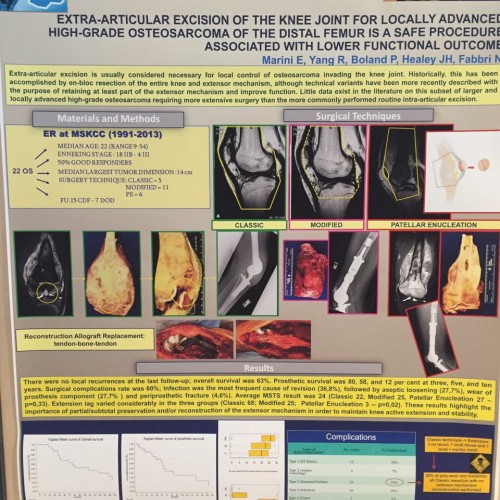 EXTRA-ARTICULAR EXCISION OF THE KNEE JOINT FOR LOCALLY ADVANCED
HIGH-GRADE OSTEOSARCOMA OF THE DISTAL FEMUR IS A SAFE PROCEDURE
ASSOCIATED WITH LOWER FUNCTIONAL OUTCOME
Marini E, Yang R, Boland P, Healey JH, Fabbri N
Extra-articular excision is usually considered necessary for local control of osteosarcoma invading the knee joint. Historically, this has been
accomplished by en-bloc resection of the entire knee and extensor mechanism, although technical variants have been more recently described with
the purpose of retaining at least part of the extensor mechanism and improve function. Little data exist in the literature on this subset of larger and
locally advanced high-grade osteosarcoma requiring more extensive surgery than the more commonly performed routine intra-articular excision.
Materials and Methods
ER at MSKCC (1991-2013)
22 OS
MEDIAN AGE: 22 (RANGE 9-54)
ENNEKING STAGE: 18 IIB - 4 III
50% GOOD RESPONDERS
MEDIAN LARGEST TUMOR DIMENSION: 14 cm
SURGERY TECHNIQUE: CLASSIC = 5
MODIFIED = 11
PE = 6
FU: 15 CDF - 7 DOD
Surgical Techniques
A
CLASSIC
MODIFIED
PATELLAR ENUCLEATION
Reconstruction Allograft Replacement:
tendon-bone-tendon
Results
There were no local recurrences at the last follow-up; overall survival was 63%. Prosthetic survival was 80, 58, and 12 per cent at three, five, and ten
years. Surgical complications rate was 60%; Infection was the most frequent cause of revision (36,8%), followed by aseptic loosening (27,7%), wear of
prosthesis component (27,7% ) and periprosthetic fracture (4,6%). Average MSTS result was 24 (Classic 22, Modified 25, Patellar Enucleation 27 –
p=0,33). Extension lag varied considerably in the three groups (Classic 68; Modified 25; Patellar Enucleation 3 -- p=0,02). These results highlight the
importance of partial/subtotal preservation and/or reconstruction of the extensor mechanism in order to maintain knee active extension and stability.
Kaplan-Meier curve of Overall survival
Kaplan-Meier curve of prosthetic survival
Complications